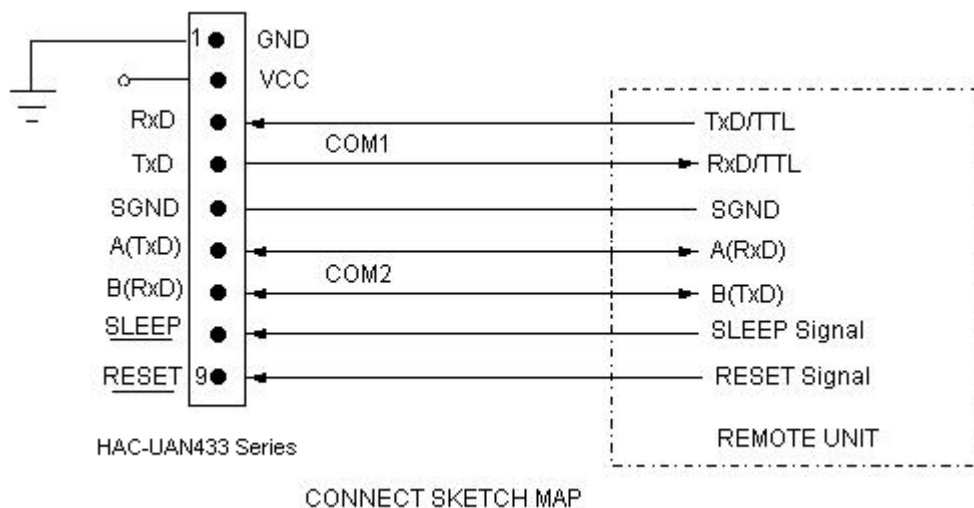 1 GND
VCC
RxD TxD/TTL
COM1
TxD RxD/TTL
SGND SGND
A(TxD) A(RxD)
COM2
B(RxD) B(TxD)
SLEEP SLEEP Signal
RESET 9 RESET Signal
REMOTE UNIT
HAC-UAN433 Series
CONNECT SKETCH MAP